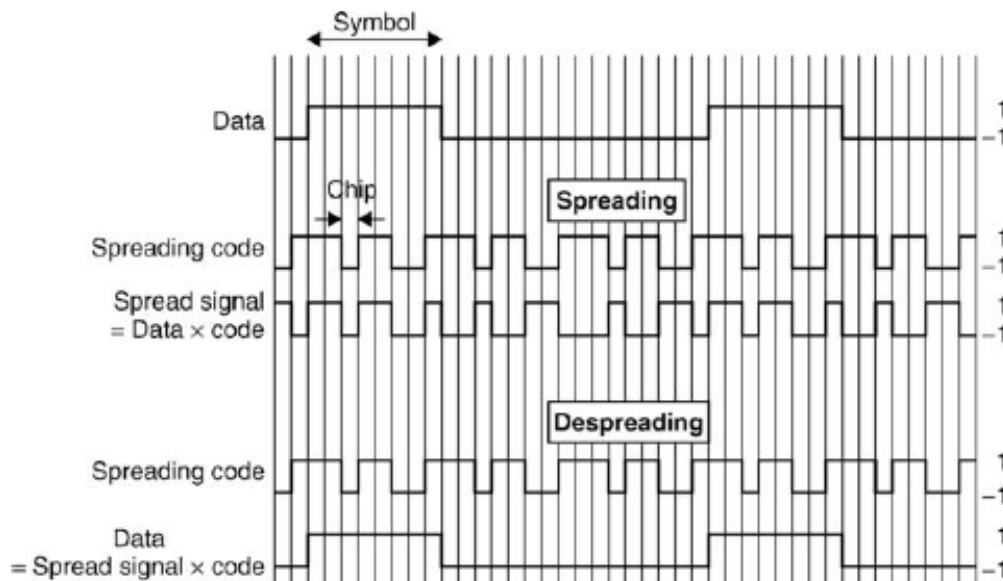 Symbol
Data
1
−1
Chip
Spreading
Spreading code
1
−1
Spread signal
= Data × code
1
−1
Despreading
Spreading code
1
−1
Data
= Spread signal × code
1
−1